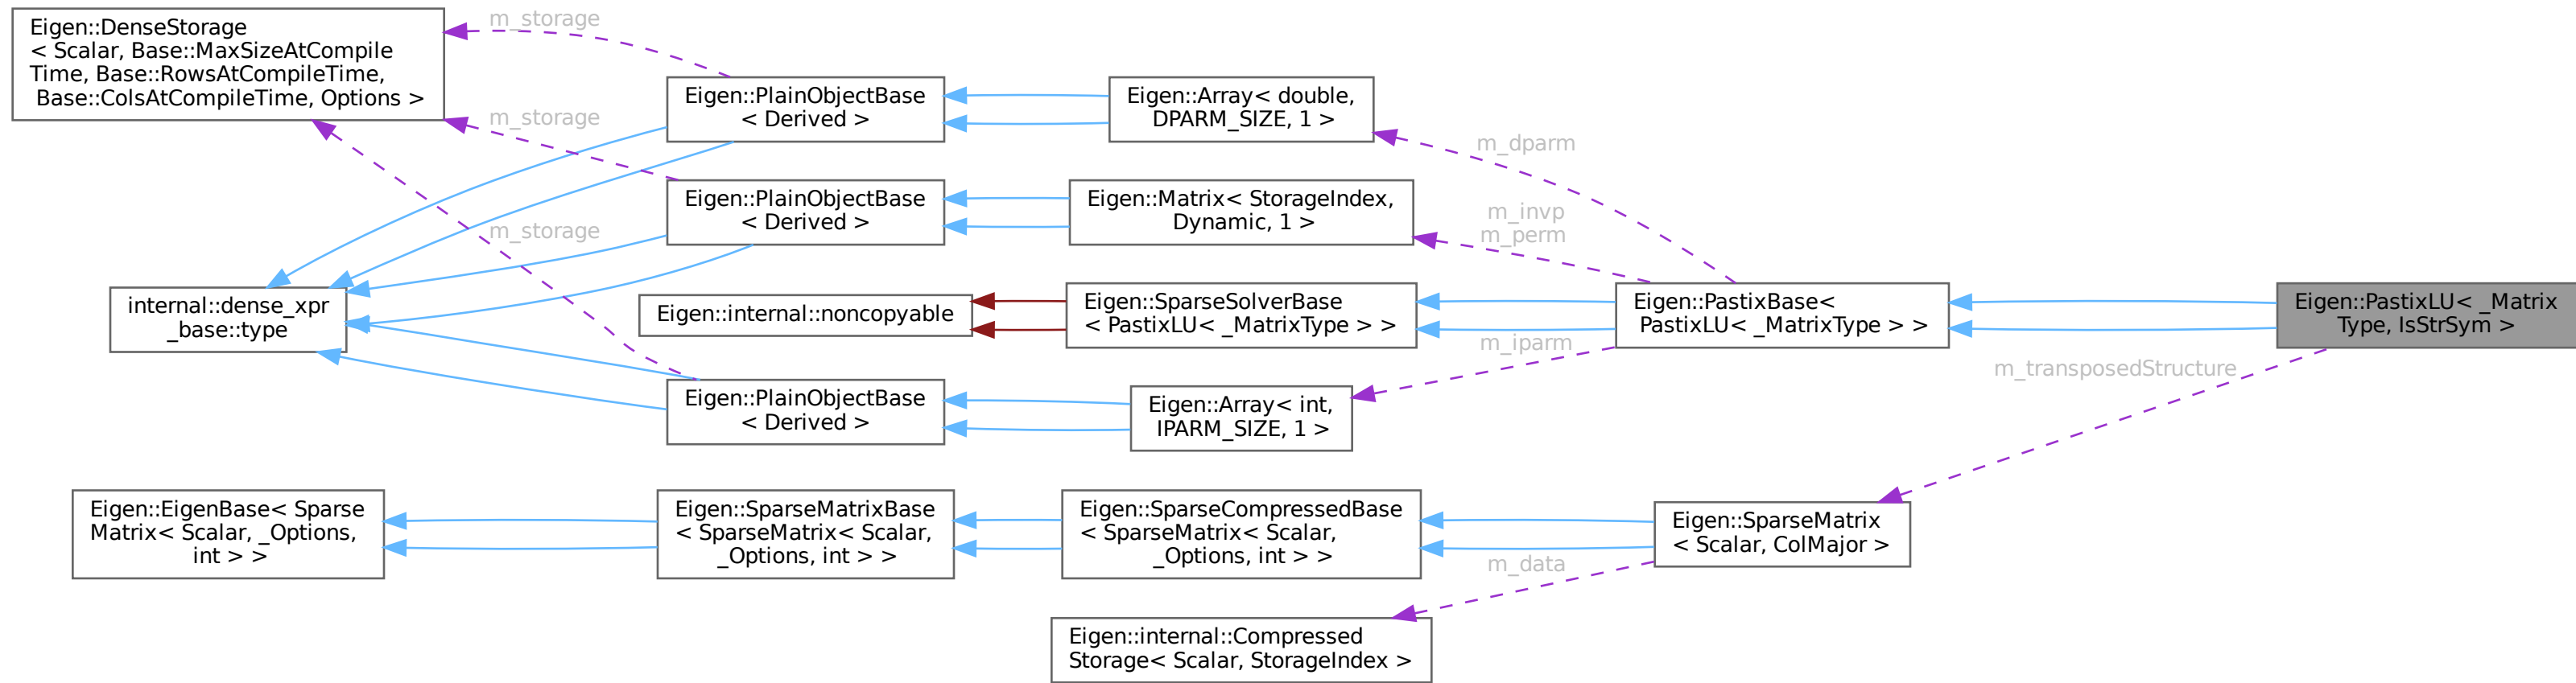 Eigen::DenseStorage
< Scalar, Base::MaxSizeAtCompile
Time, Base::RowsAtCompileTime,
Base::ColsAtCompileTime, Options >
m_storage
m_storage
m_storage
Eigen::PlainObjectBase
< Derived >
Eigen::Array< double,
DPARM_SIZE, 1 >
m_dparm
Eigen::PlainObjectBase
< Derived >
Eigen::Matrix< StorageIndex,
Dynamic, 1 >
m_invp
m_perm
internal::dense_xpr
_base::type
Eigen::internal::noncopyable
Eigen::SparseSolverBase
< PastixLU< _MatrixType > >
Eigen::PastixBase<
PastixLU< _MatrixType > >
Eigen::PastixLU< _Matrix
Type, IsStrSym >
m_iparm
m_transposedStructure
Eigen::PlainObjectBase
< Derived >
Eigen::Array< int,
IPARM_SIZE, 1 >
Eigen::EigenBase< Sparse
Matrix< Scalar, _Options,
int > >
Eigen::SparseMatrixBase
< SparseMatrix< Scalar,
_Options, int > >
Eigen::SparseCompressedBase
< SparseMatrix< Scalar,
_Options, int > >
Eigen::SparseMatrix
< Scalar, ColMajor >
m_data
Eigen::internal::Compressed
Storage< Scalar, StorageIndex >